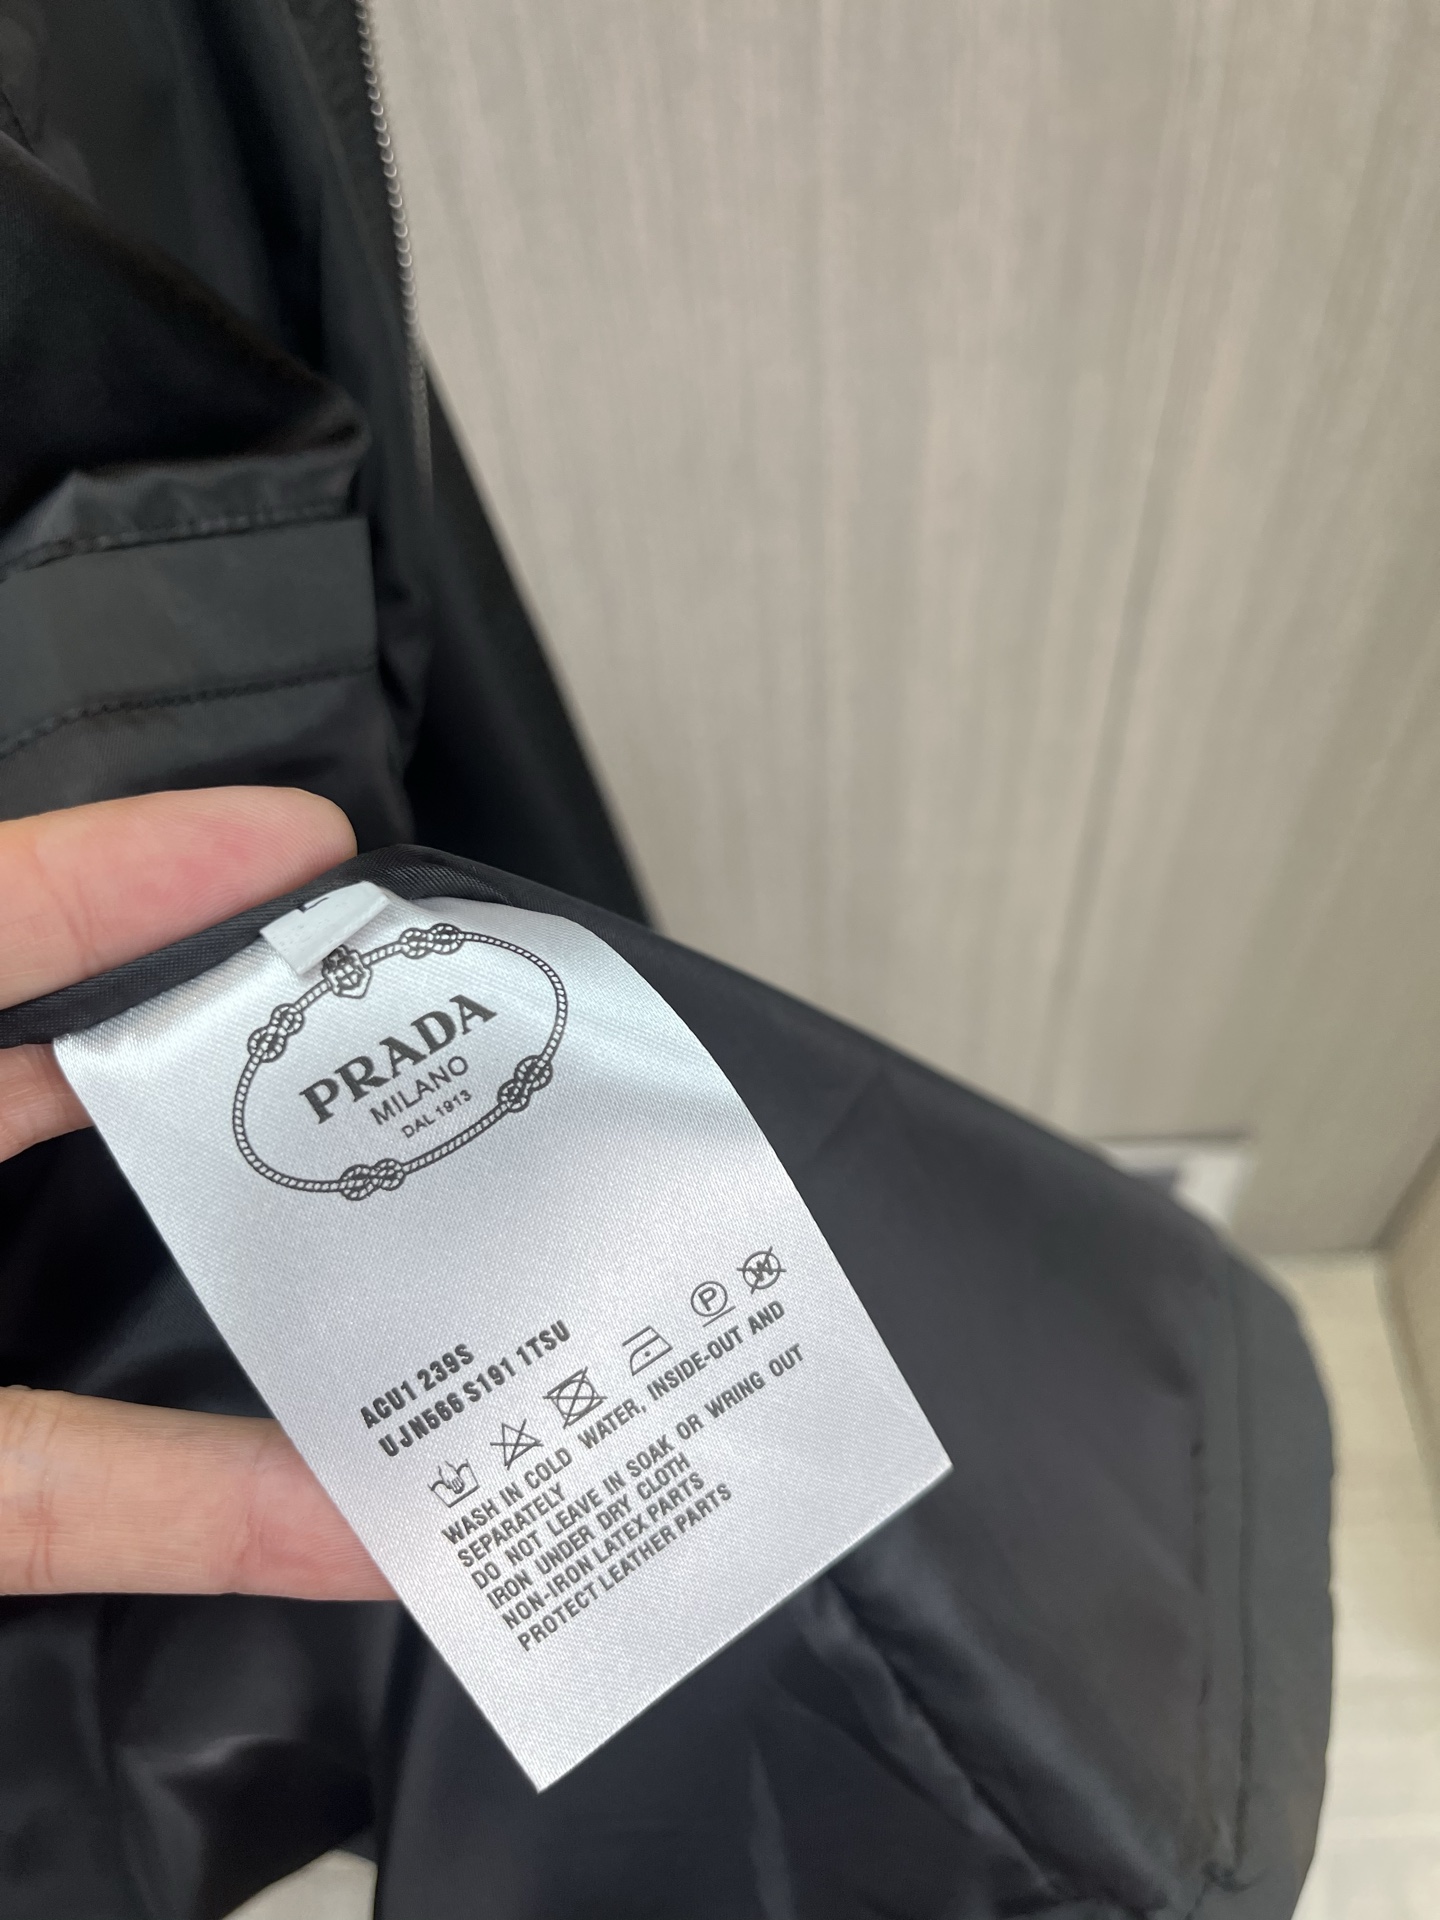 PRADA
MILANO
DAL 1913
ACU1 239S
UJN566 S191 1TSU
P
W
WASH IN COLD WATER, INSIDE-OUT AND
SEPARATELY
DO NOT LEAVE IN SOAK OR WRING OUT
IRON UNDER DRY CLOTH
NON-IRON LATEX PARTS
PROTECT LEATHER PARTS